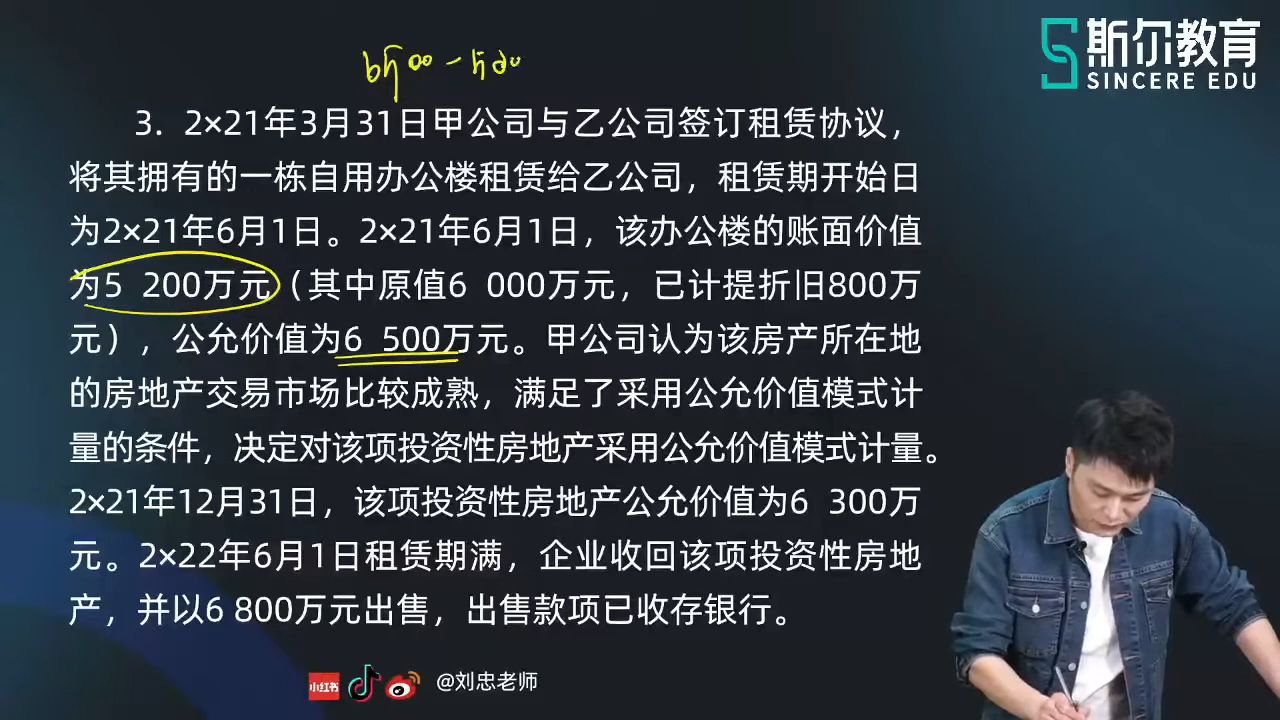 斯尔教育
SINCERE EDU
6500-5200
3. 2×21年3月31日甲公司与乙公司签订租赁协议，
将其拥有的一栋自用办公楼租赁给乙公司，租赁期开始日
为2×21年6月1日。2×21年6月1日，该办公楼的账面价值
为5 200万元（其中原值6 000万元，已计提折旧800万
元），公允价值为6 500万元。甲公司认为该房产所在地
的房地产交易市场比较成熟，满足了采用公允价值模式计
量的条件，决定对该项投资性房地产采用公允价值模式计量。
2×21年12月31日，该项投资性房地产公允价值为6 300万
元。2×22年6月1日租赁期满，企业收回该项投资性房地
产，并以6 800万元出售，出售款项已收存银行。
小红书
@刘忠老师